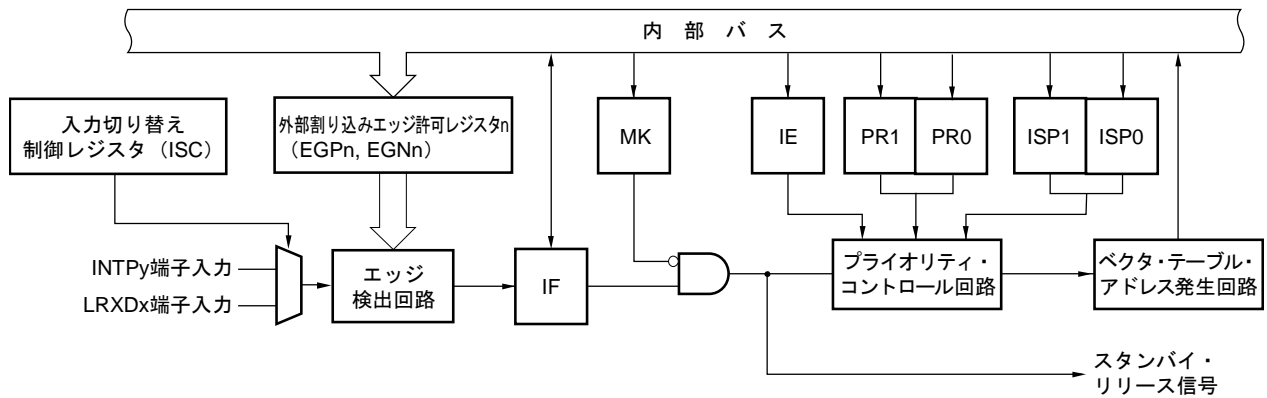 内 部 バ ス
入力切り替え
制御レジスタ（ISC）
外部割り込みエッジ許可レジスタn
（EGPn, EGNn）
MK
IE
PR1
PR0
ISP1
ISP0
INTPy端子入力
LRXDx端子入力
エッジ
検出回路
IF
プライオリティ・
コントロール回路
ベクタ・テーブル・
アドレス発生回路
スタンバイ・
リリース信号